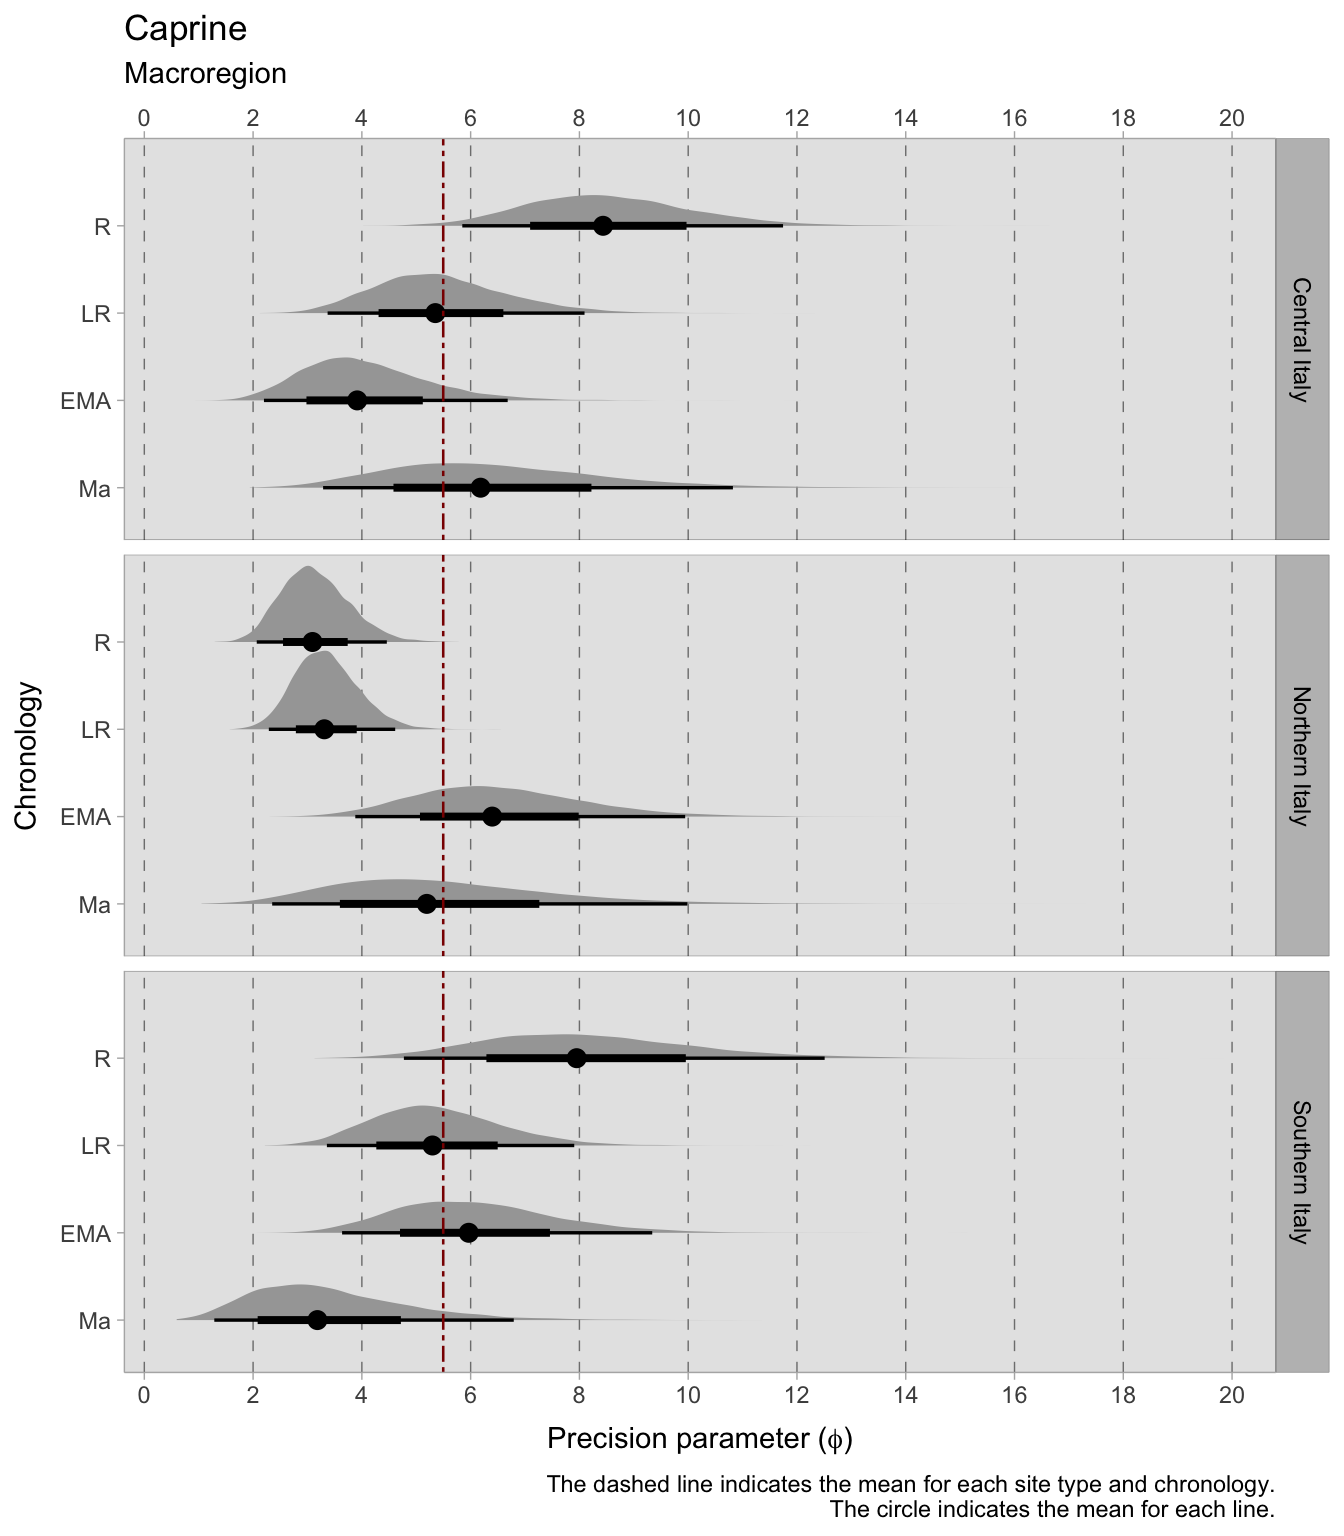 Caprine
Macroregion
0 2 4 6 8 10 12 14 16 18 20
R
LR
EMA
Ma
Central Italy
R
LR
EMA
Ma
Northern Italy
Chronology
R
LR
EMA
Ma
Southern Italy
0 2 4 6 8 10 12 14 16 18 20
Precision parameter (ϕ)
The dashed line indicates the mean for each site type and chronology.
The circle indicates the mean for each line.